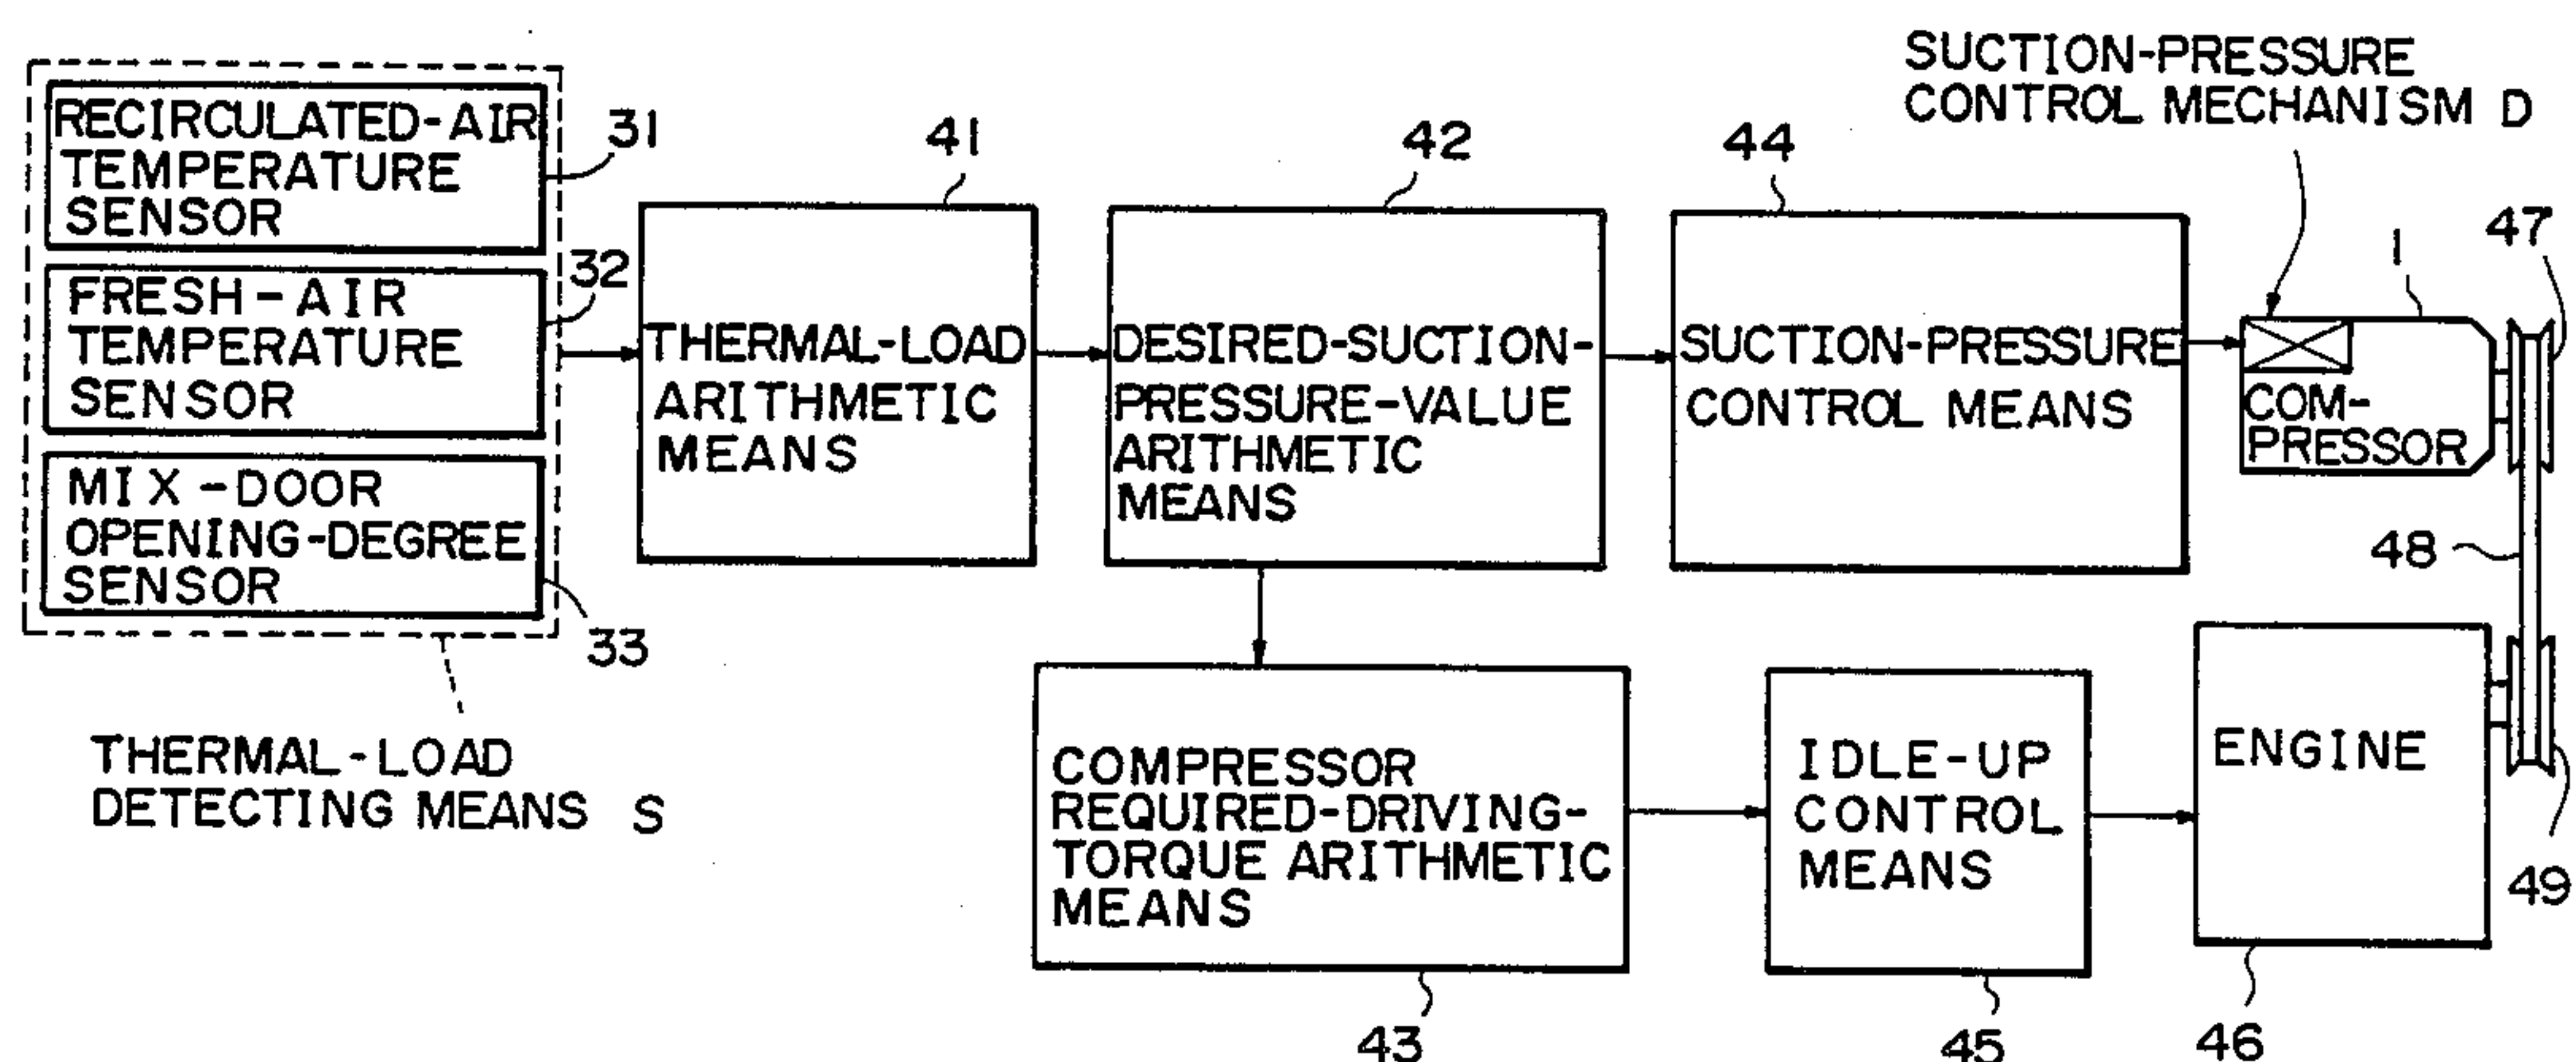 RECIRCULATED-AIR
TEMPERATURE
SENSOR
31
FRESH-AIR
TEMPERATURE
SENSOR
32
MIX-DOOR
OPENING-DEGREE
SENSOR
33
THERMAL-LOAD
DETECTING MEANS S
41
THERMAL-LOAD
ARITHMETIC
MEANS
42
DESIRED-SUCTION-
PRESSURE-VALUE
ARITHMETIC
MEANS
44
SUCTION-PRESSURE
CONTROL MEANS
SUCTION-PRESSURE
CONTROL MECHANISM D
1
47
COM-
PRESSOR
48
COMPRESSOR
REQUIRED-DRIVING-
TORQUE ARITHMETIC
MEANS
43
IDLE-UP
CONTROL
MEANS
45
ENGINE
46
49